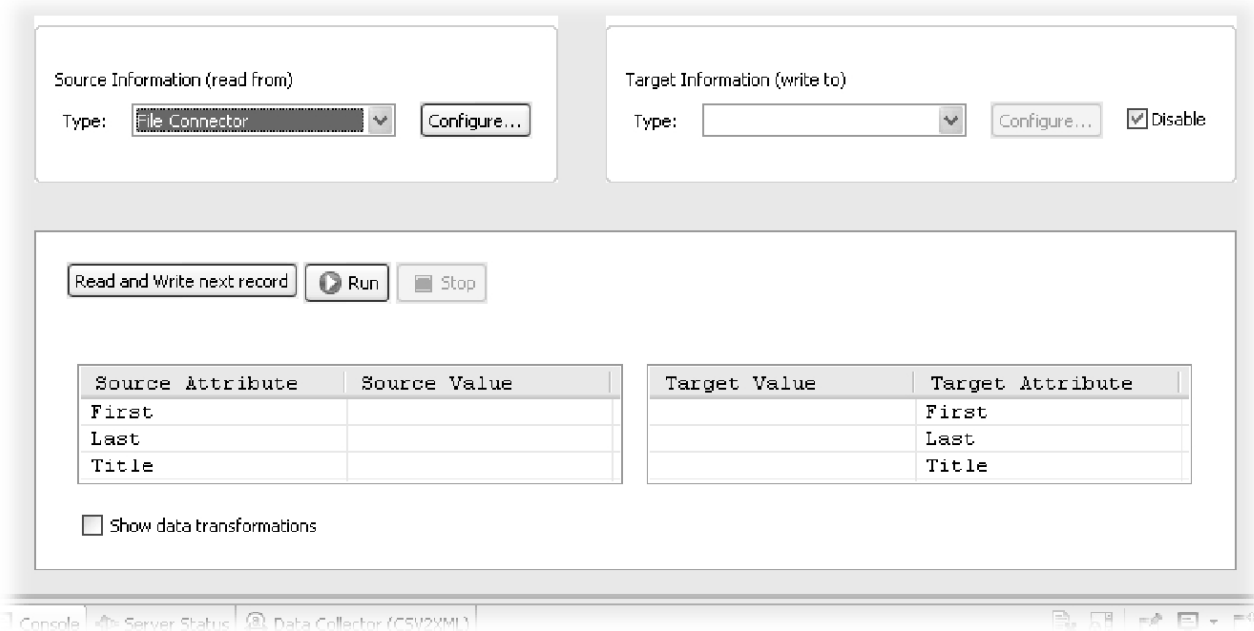 Source Information (read from)
Type: File Connector Configure...
Target Information (write to)
Type: Configure... Disable
Read and Write next record Run Stop
Source Attribute Source Value
First
Last
Title
Target Value Target Attribute
First
Last
Title
Show data transformations
Console Server Status Data Collector (CSV2XML)